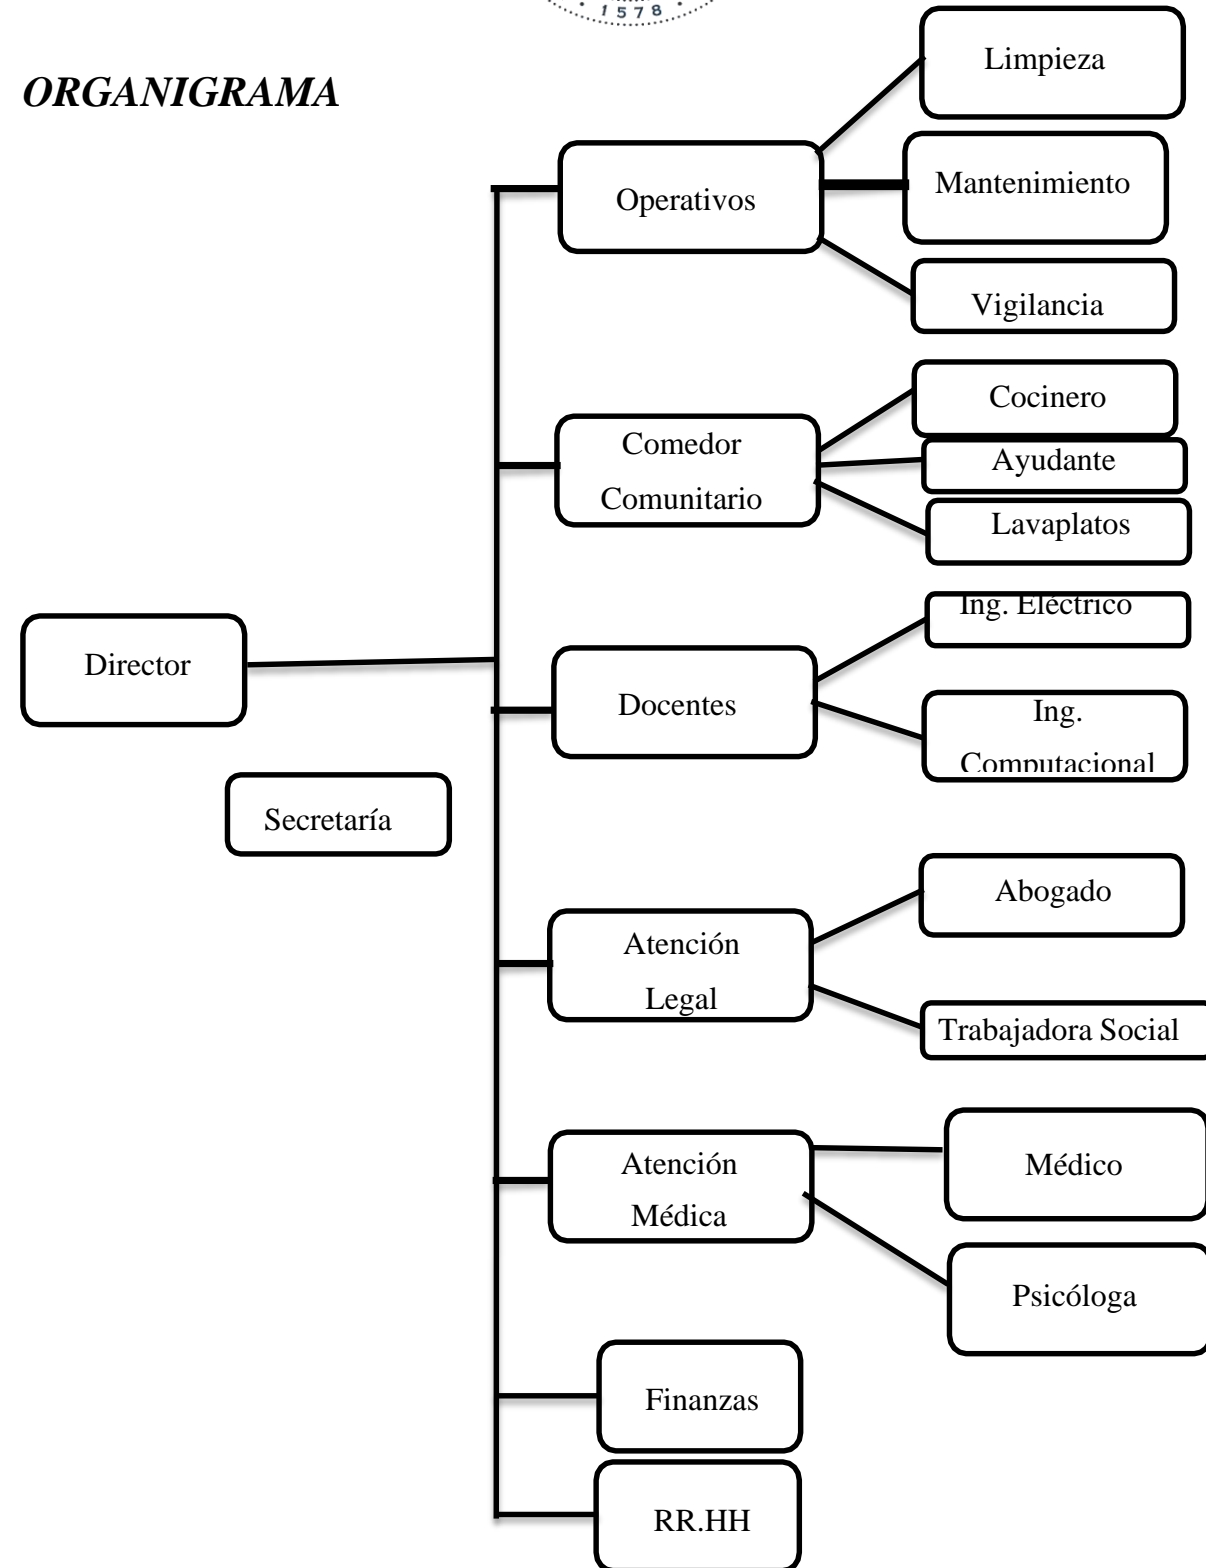 1578
ORGANIGRAMA
Limpieza
Operativos
Mantenimiento
Vigilancia
Comedor
Comunitario
Cocinero
Ayudante
Lavaplatos
Director
Secretaría
Docentes
Ing. Eléctrico
Ing.
Computacional
Atención
Legal
Abogado
Trabajadora Social
Atención
Médica
Médico
Psicóloga
Finanzas
RR.HH